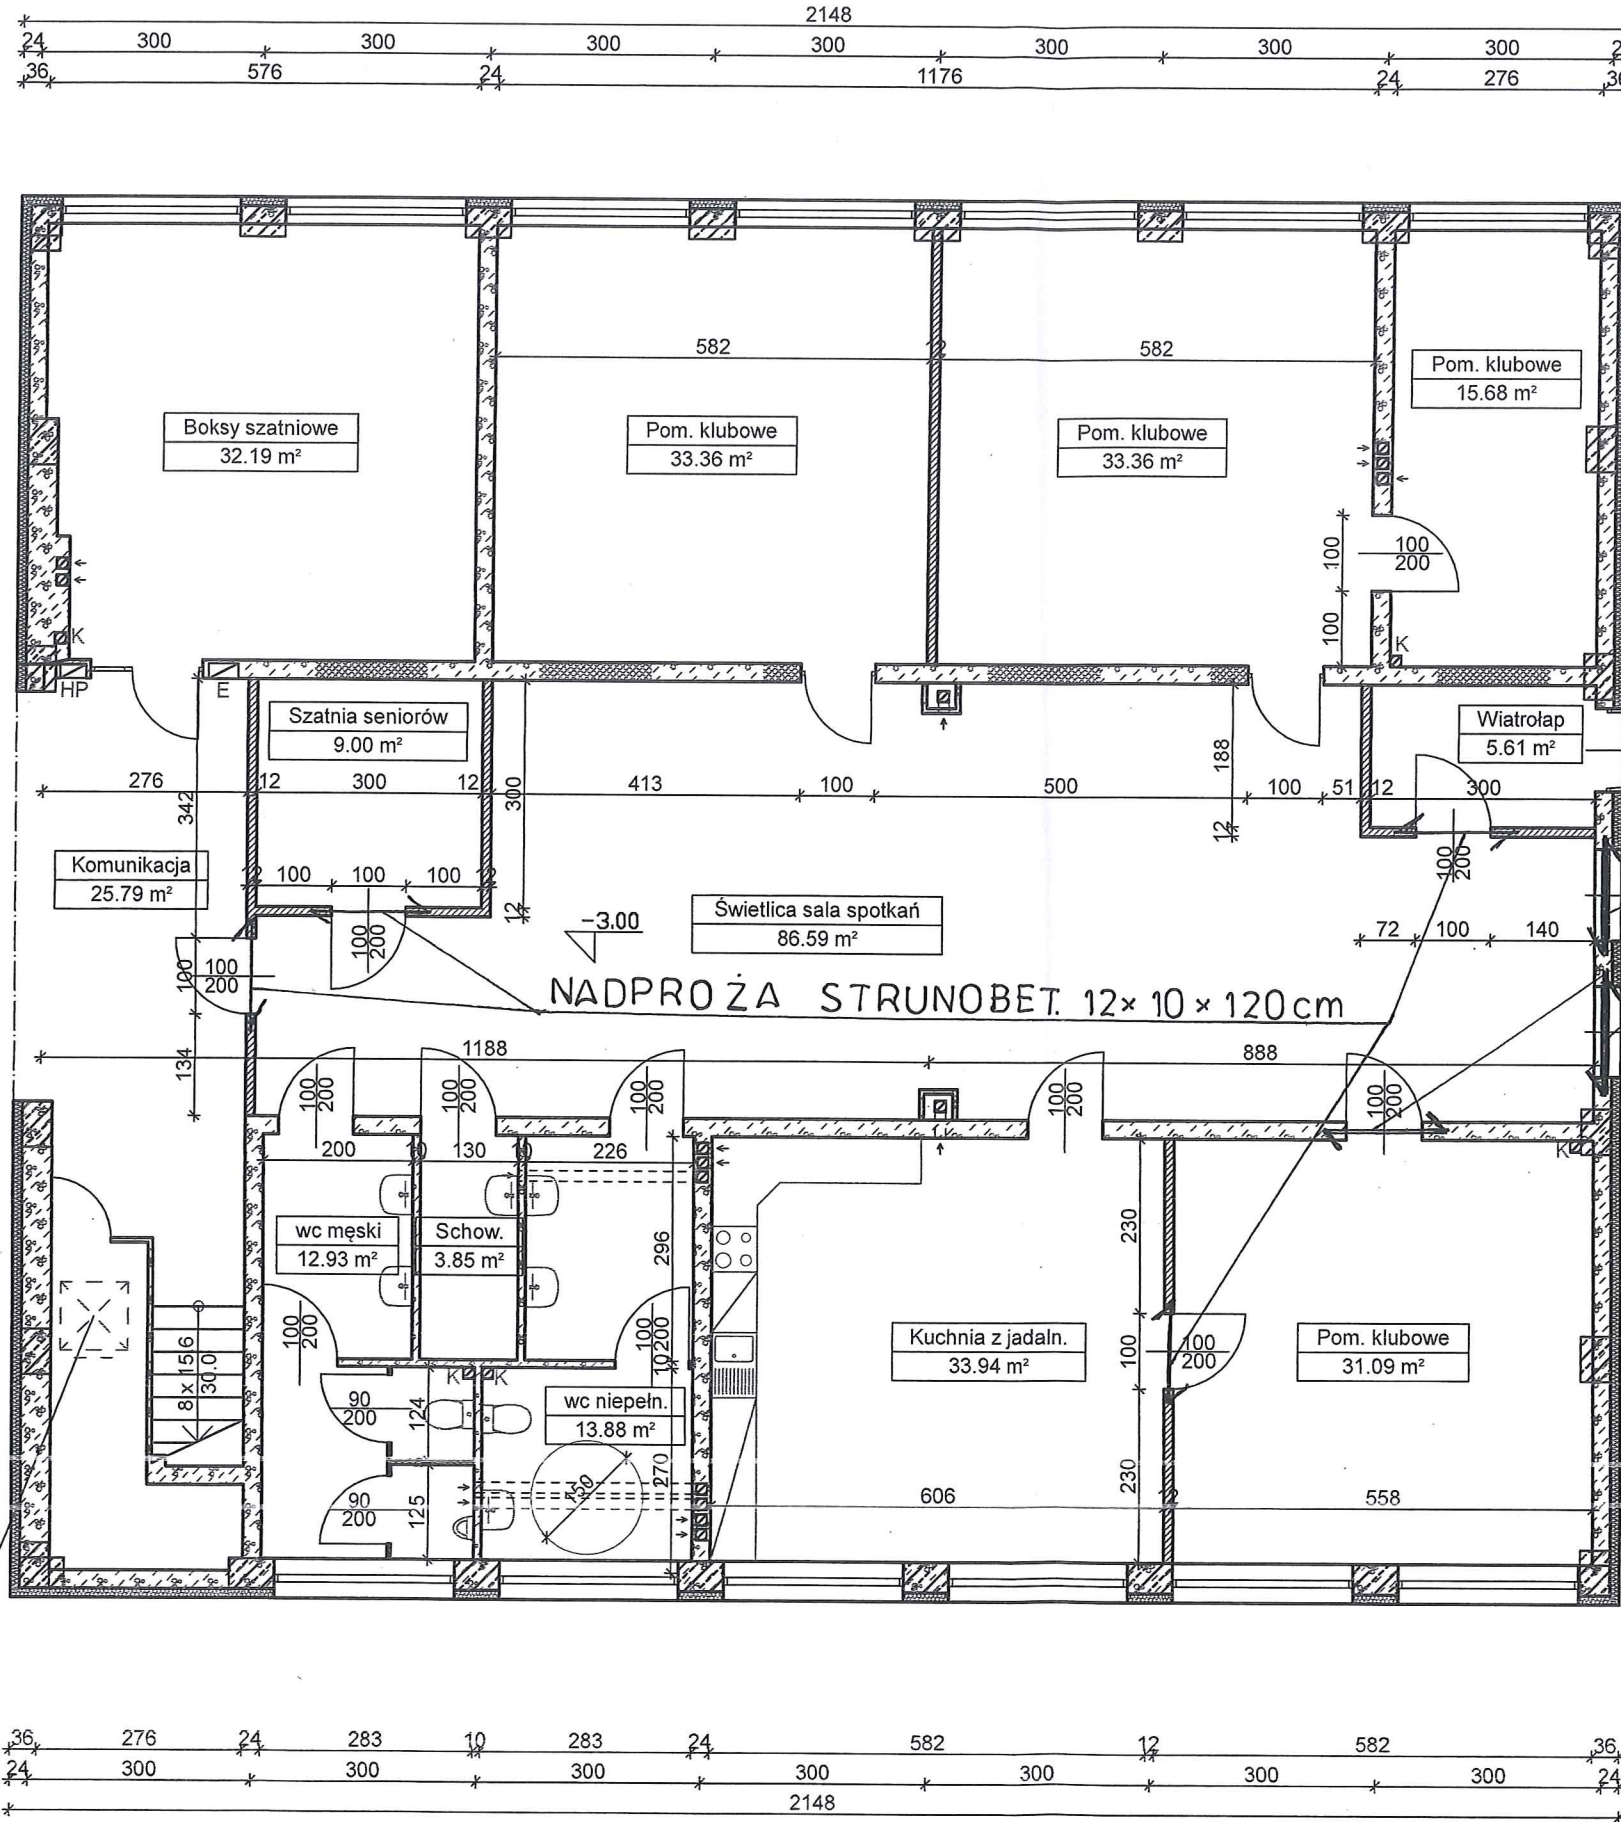 2148
24 300 300 300 300 300 300 300
36 576 24 1176 24 276
582 582
Boksy szatniowe
32.19 m²
Pom. klubowe
33.36 m²
Pom. klubowe
33.36 m²
Pom. klubowe
15.68 m²
100
100
200
100
K
K
HP
E
Szatnia seniorów
9.00 m²
Wiatrołap
5.61 m²
188
276 12 300 12 413 100 500 100 51 12 300
342
300
12
Komunikacja
25.79 m²
100 100 100
12
100
200
100
200
Świetlica sala spotkań
86.59 m²
-3.00
72 100 140
100
100
200
NADPROŻA STRUNOBET. 12x10x120cm
134
1188 888
100
200
100
200
100
200
100
200
100
200
K
200 10 130 10 226
wc męski
12.93 m²
Schow.
3.85 m²
296
230
8 x 15.6
30.0
100
200
100
200
10
Kuchnia z jadaln.
33.94 m²
100
100
200
Pom. klubowe
31.09 m²
K K
90
200
124
wc niepełn.
13.88 m²
270
230
90
200
125
150
606 12 558
36 276 24 283 10 283 24 582 12 582 36
24 300 300 300 300 300 300 300 24
2148